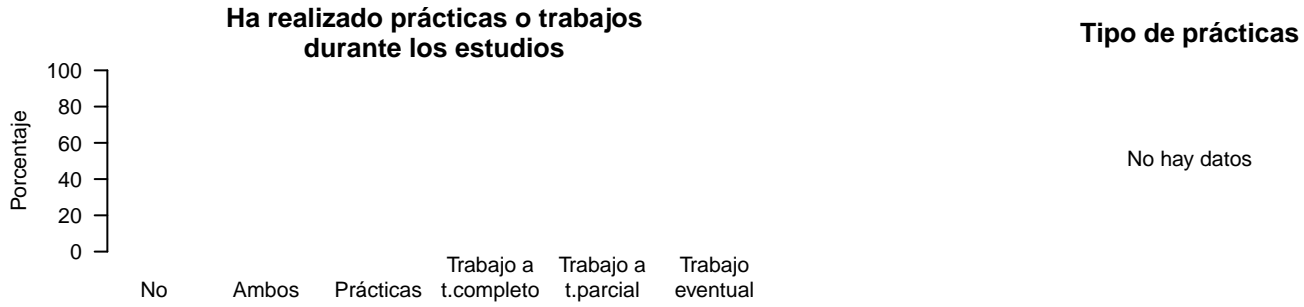 Ha realizado prácticas o trabajos
durante los estudios
Porcentaje
100
80
60
40
20
0
No
Ambos
Prácticas
Trabajo a
t.completo
Trabajo a
t.parcial
Trabajo
eventual
Tipo de prácticas
No hay datos